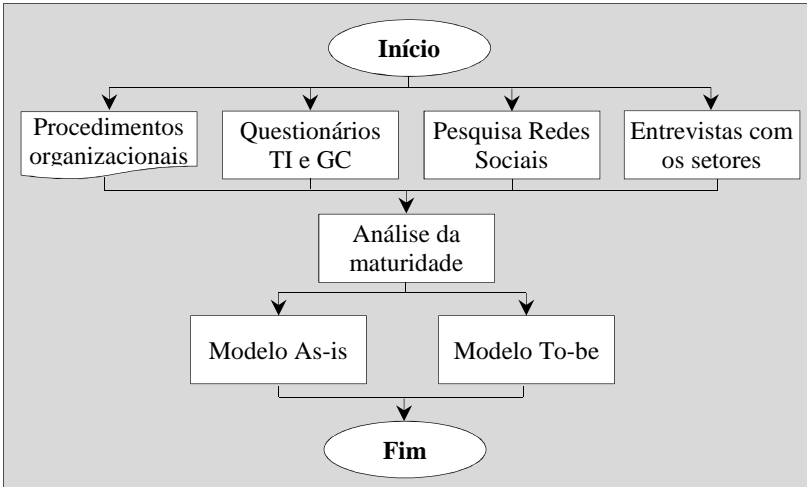 Início
Procedimentos
organizacionais
Questionários
TI e GC
Pesquisa Redes
Sociais
Entrevistas com
os setores
Análise da
maturidade
Modelo As-is
Modelo To-be
Fim